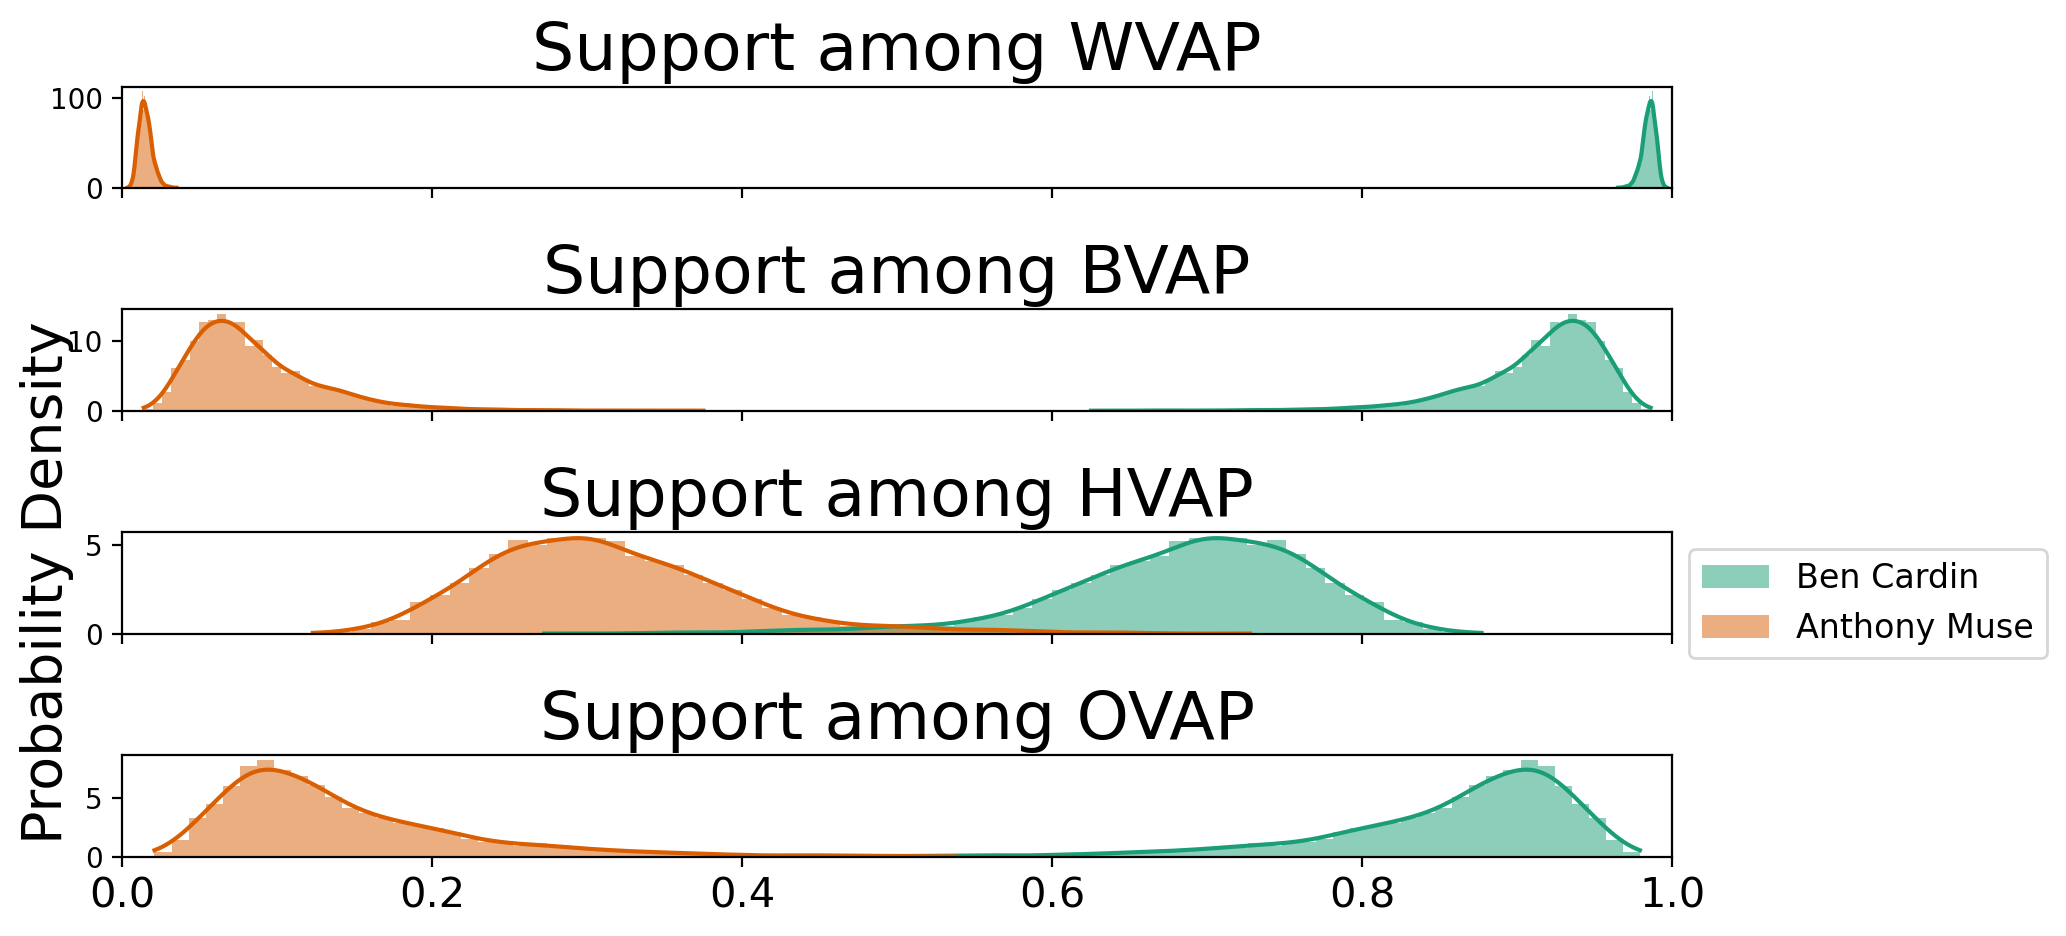 Support among WVAP
100
0
Support among BVAP
10
0
Support among HVAP
5
0
Support among OVAP
5
0
0.0 0.2 0.4 0.6 0.8 1.0
Probability Density
Ben Cardin
Anthony Muse